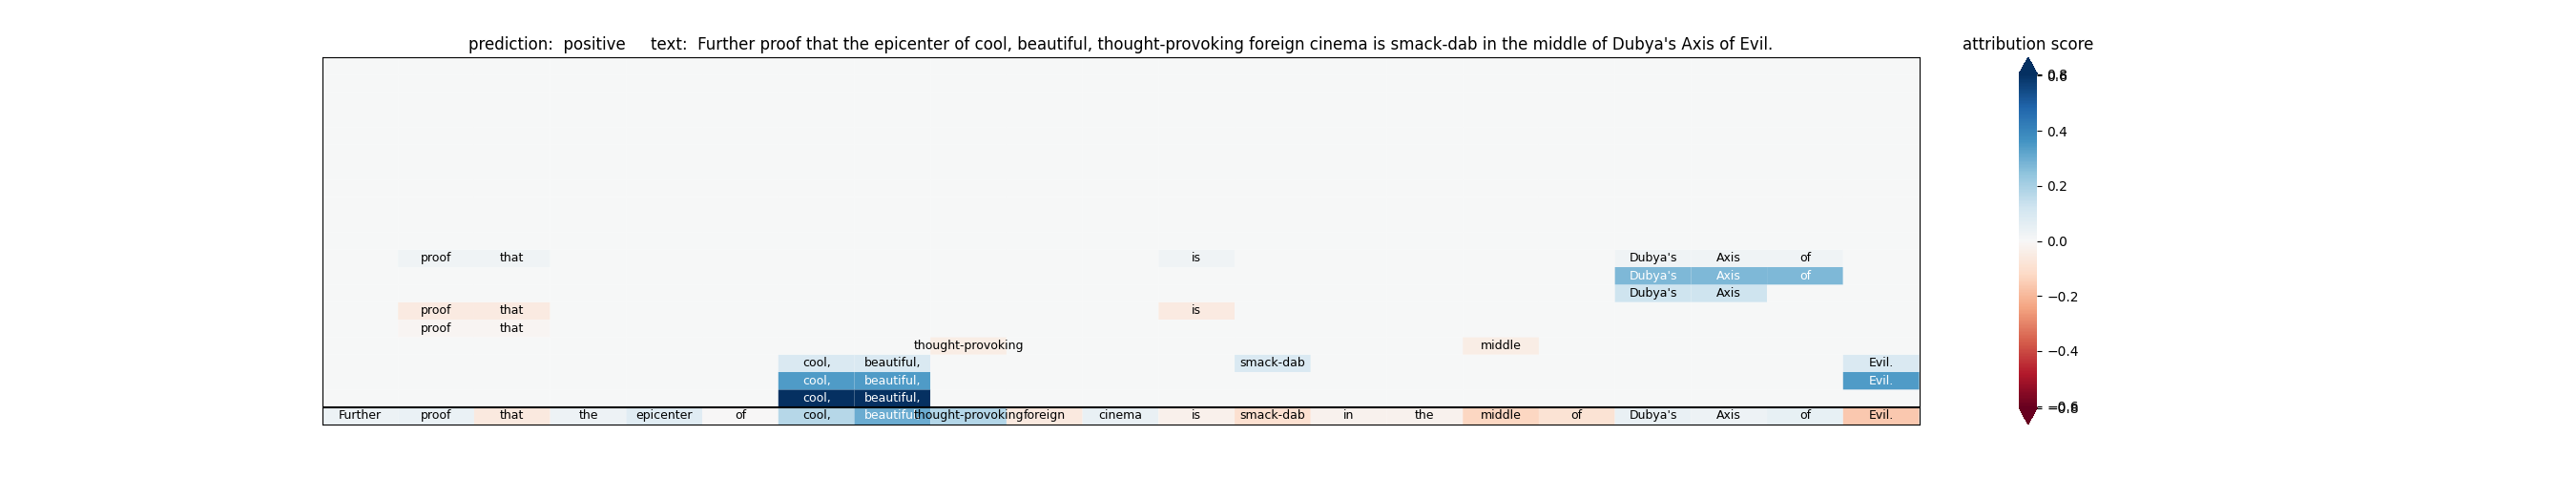 prediction:  positive     text:  Further proof that the epicenter of cool, beautiful, thought-provoking foreign cinema is smack-dab in the middle of Dubya's Axis of Evil.
attribution score
0.4
0.2
0.0
−0.2
−0.4
proof that is Dubya's Axis of
Dubya's Axis of
Dubya's Axis
proof that is
proof that
thought-provoking middle
cool, beautiful, smack-dab Evil.
cool, beautiful, Evil.
cool, beautiful,
Further proof that the epicenter of cool, beautiful, thought-provoking foreign cinema is smack-dab in the middle of Dubya's Axis of Evil.